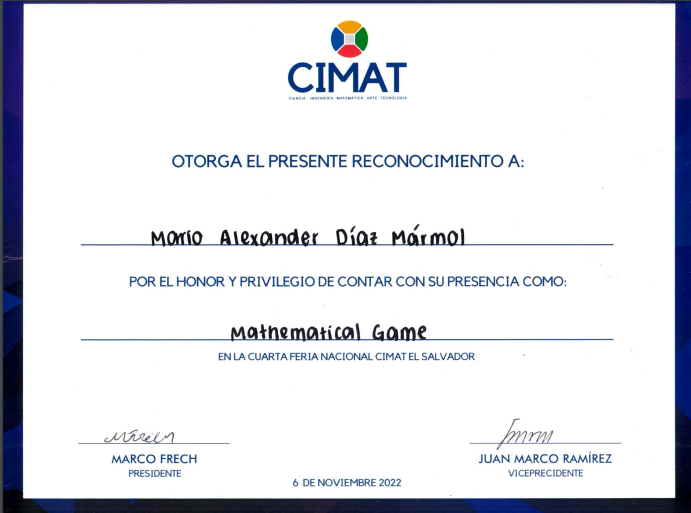 CIMAT
CIENCIA INGENIERÍA MATEMÁTICA ARTE TECNOLOGÍA
OTORGA EL PRESENTE RECONOCIMIENTO A:
Mario Alexander Díaz Mármol
POR EL HONOR Y PRIVILEGIO DE CONTAR CON SU PRESENCIA COMO:
Mathematical Game
EN LA CUARTA FERIA NACIONAL CIMAT EL SALVADOR
MARCO FRECH
PRESIDENTE
JUAN MARCO RAMÍREZ
VICEPRECIDENTE
6 DE NOVIEMBRE 2022